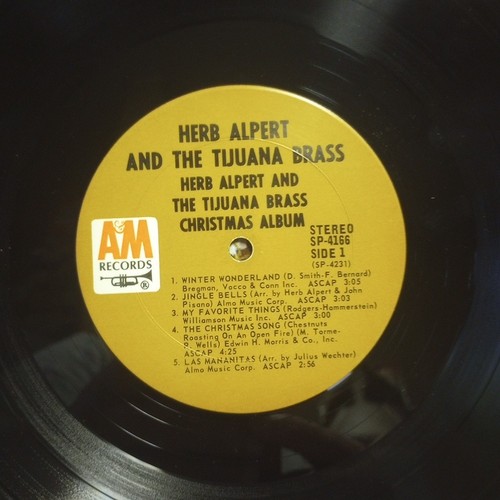 HERB ALPERT
AND THE TIJUANA BRASS
HERB ALPERT AND
THE TIJUANA BRASS
CHRISTMAS ALBUM
STEREO
SP-4166
SIDE 1
(SP-4231)
A&M
RECORDS
®
1. WINTER WONDERLAND (D. Smith-F. Bernard)
Bregman, Vocco & Conn Inc. ASCAP 3:05
2. JINGLE BELLS (Arr. by Herb Alpert & John
Pisano) Almo Music Corp. ASCAP 3:03
3. MY FAVORITE THINGS (Rodgers-Hammerstein)
Williamson Music Inc. ASCAP 3:00
4. THE CHRISTMAS SONG (Chestnuts
Roasting On An Open Fire) (M. Torme-
R. Wells) Edwin H. Morris & Co., Inc.
ASCAP 4:25
5. LAS MANANITAS (Arr. by Julius Wechter)
Almo Music Corp. ASCAP 2:56